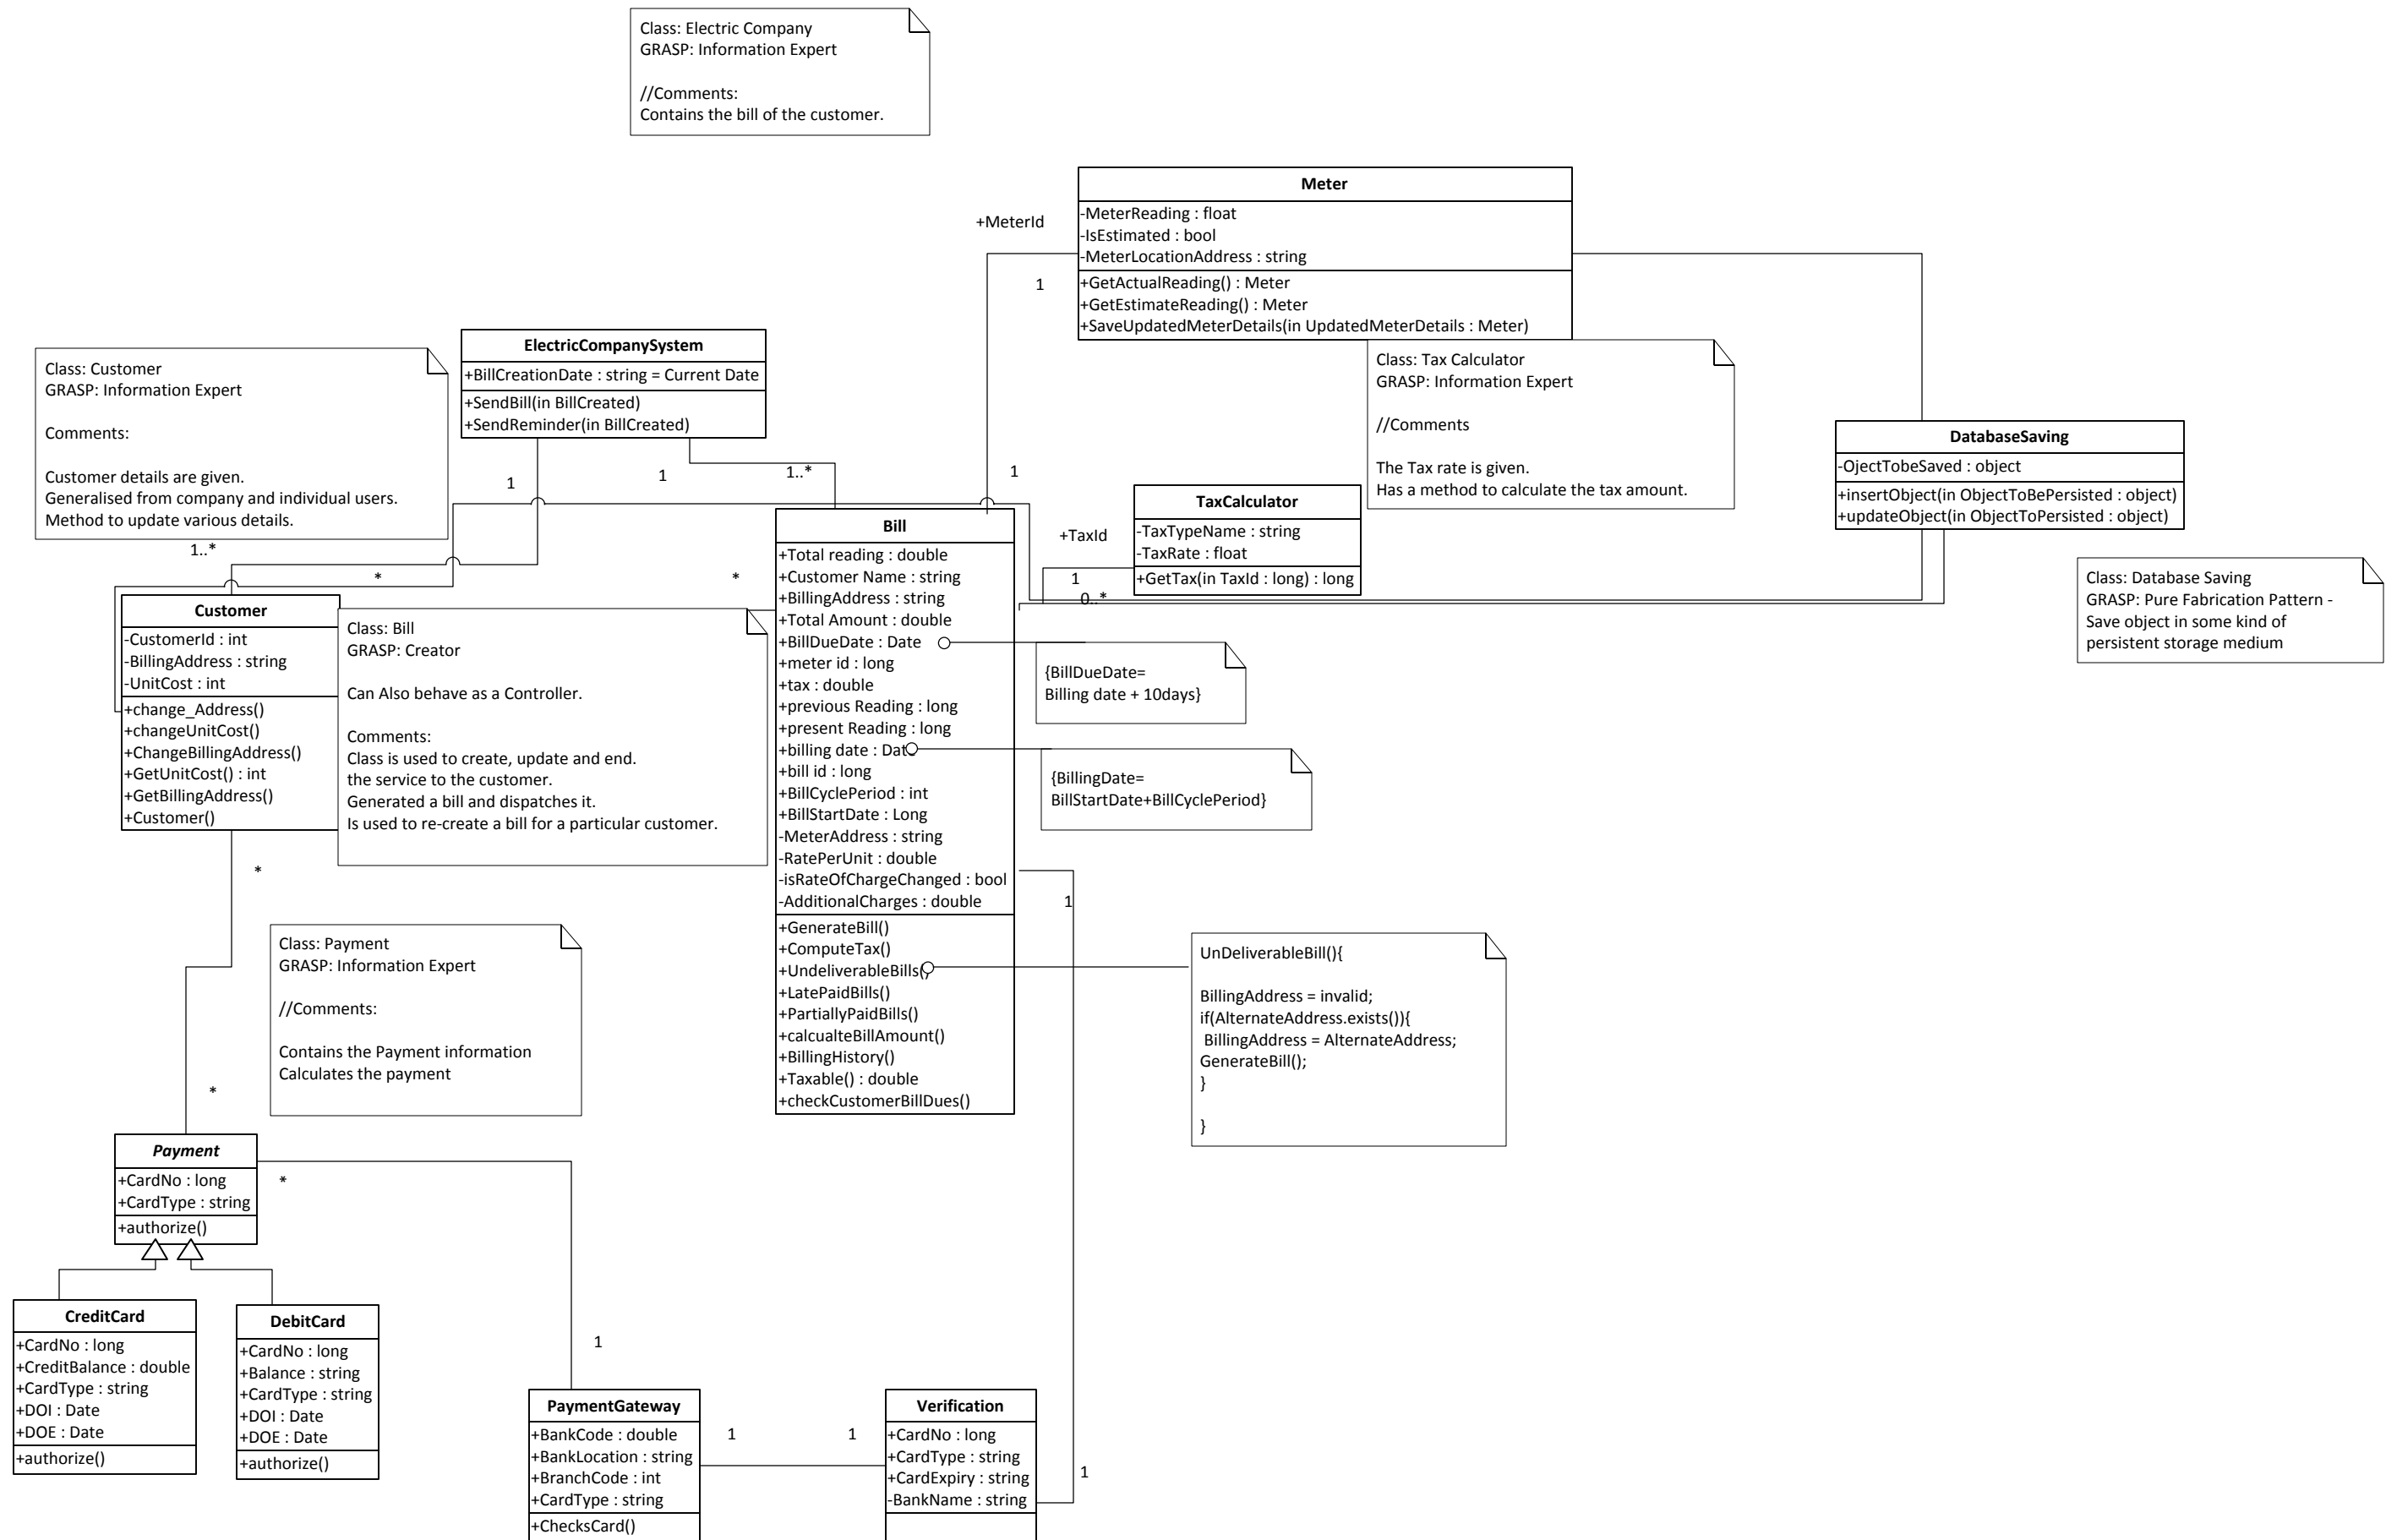 Class: Electric Company
GRASP: Information Expert
//Comments:
Contains the bill of the customer.
Meter
-MeterReading : float
-IsEstimated : bool
-MeterLocationAddress : string
+GetActualReading() : Meter
+GetEstimateReading() : Meter
+SaveUpdatedMeterDetails(in UpdatedMeterDetails : Meter)
+MeterId
1
ElectricCompanySystem
+BillCreationDate : string = Current Date
+SendBill(in BillCreated)
+SendReminder(in BillCreated)
Class: Customer
GRASP: Information Expert
Comments:
Customer details are given.
Generalised from company and individual users.
Method to update various details.
Class: Tax Calculator
GRASP: Information Expert
//Comments
The Tax rate is given.
Has a method to calculate the tax amount.
DatabaseSaving
-OjectTobeSaved : object
+insertObject(in ObjectToBePersisted : object)
+updateObject(in ObjectToPersisted : object)
1
1
1..*
1
TaxCalculator
-TaxTypeName : string
-TaxRate : float
+GetTax(in TaxId : long) : long
+TaxId
1
0..*
1..*
*
*
Class: Database Saving
GRASP: Pure Fabrication Pattern -
Save object in some kind of
persistent storage medium
Customer
-CustomerId : int
-BillingAddress : string
-UnitCost : int
+change_Address()
+changeUnitCost()
+ChangeBillingAddress()
+GetUnitCost() : int
+GetBillingAddress()
+Customer()
Class: Bill
GRASP: Creator
Can Also behave as a Controller.
Comments:
Class is used to create, update and end.
the service to the customer.
Generated a bill and dispatches it.
Is used to re-create a bill for a particular customer.
Bill
+Total reading : double
+Customer Name : string
+BillingAddress : string
+Total Amount : double
+BillDueDate : Date
+meter id : long
+tax : double
+previous Reading : long
+present Reading : long
+billing date : Date
+bill id : long
+BillCyclePeriod : int
+BillStartDate : Long
-MeterAddress : string
-RatePerUnit : double
-isRateOfChargeChanged : bool
-AdditionalCharges : double
+GenerateBill()
+ComputeTax()
+UndeliverableBills()
+LatePaidBills()
+PartiallyPaidBills()
+calcualteBillAmount()
+BillingHistory()
+Taxable() : double
+checkCustomerBillDues()
{BillDueDate=
Billing date + 10days}
{BillingDate=
BillStartDate+BillCyclePeriod}
*
1
Class: Payment
GRASP: Information Expert
//Comments:
Contains the Payment information
Calculates the payment
UnDeliverableBill(){
BillingAddress = invalid;
if(AlternateAddress.exists()){
BillingAddress = AlternateAddress;
GenerateBill();
}
}
*
Payment
+CardNo : long
+CardType : string
+authorize()
*
CreditCard
+CardNo : long
+CreditBalance : double
+CardType : string
+DOI : Date
+DOE : Date
+authorize()
DebitCard
+CardNo : long
+Balance : string
+CardType : string
+DOI : Date
+DOE : Date
+authorize()
1
PaymentGateway
+BankCode : double
+BankLocation : string
+BranchCode : int
+CardType : string
+ChecksCard()
1
1
Verification
+CardNo : long
+CardType : string
+CardExpiry : string
-BankName : string
1